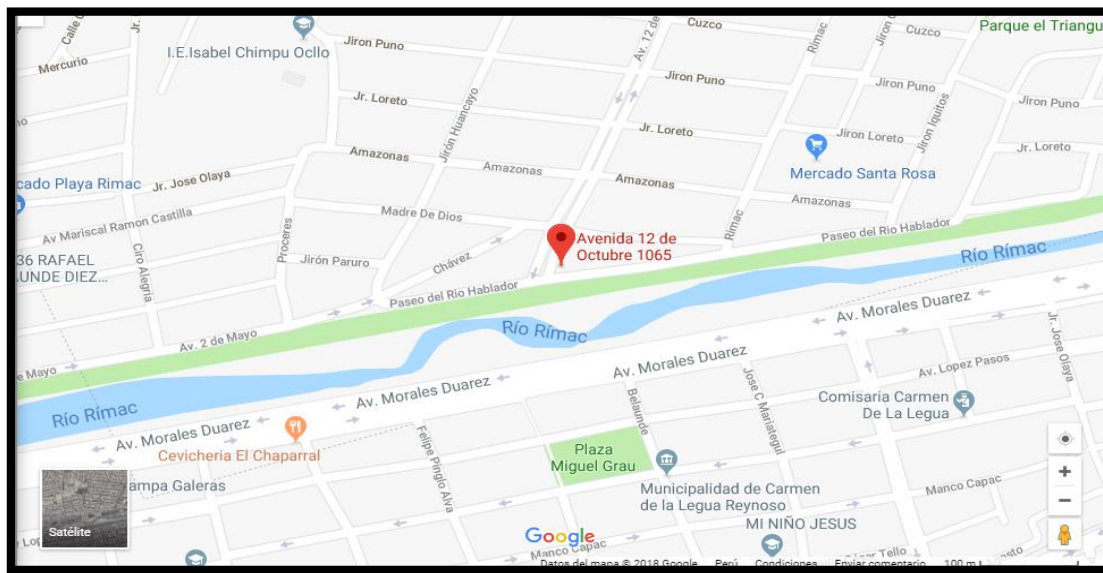 Calle
Jr.
Cuzco
Cuzco
Parque el Triangu
Mercurio
I.E.Isabel Chimpu Ocllo
Jiron Puno
Av. 12 de
Rimac
Jiron Puno
Jiron Puno
Jiron Puno
Jr. Loreto
Jirón Huancayo
Jr. Loreto
Jiron Loreto
Jiron Iquitos
Jr. Loreto
Mercado Santa Rosa
Amazonas
Amazonas
Amazonas
Amazonas
cado Playa Rimac
Jr. Jose Olaya
Av Mariscal Ramon Castilla
Madre De Dios
Proceres
Ciro Alegria
Jirón Paruro
Chávez
Avenida 12 de
Octubre 1065
Rimac
Paseo del Rio Hablador
Río Rímac
36 RAFAEL
UNDE DIEZ...
Paseo del Rio Hablador
Av. 2 de Mayo
e Mayo
Río Rímac
Av. Morales Duarez
Av. Morales Duarez
Av. Morales Duarez
Av. Morales Duarez
Río Rímac
Jr. Jose Olaya
Av. Lopez Pasos
Jose C Mariategui
Belaunde
Comisaria Carmen
De La Legua
Cevicheria El Chaparral
Felipe Pinglo Alva
Plaza
Miguel Grau
Municipalidad de Carmen
de la Legua Reynoso
Manco Capac
MI NIÑO JESUS
ampa Galeras
Satélite
Google
Manco Capac
Tello
Datos del mapa © 2018 Google Perú Condiciones Enviar comentario 100 m